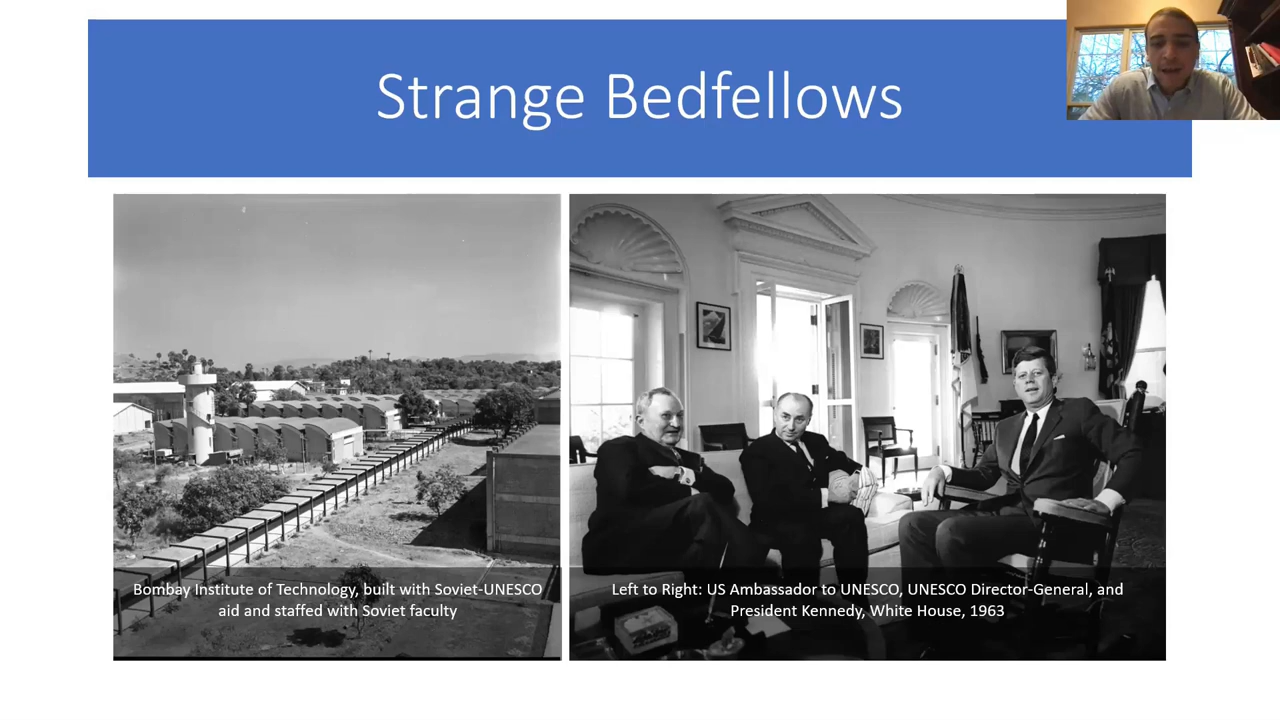 Strange Bedfellows
Bombay Institute of Technology, built with Soviet-UNESCO
aid and staffed with Soviet faculty
Left to Right: US Ambassador to UNESCO, UNESCO Director-General, and
President Kennedy, White House, 1963